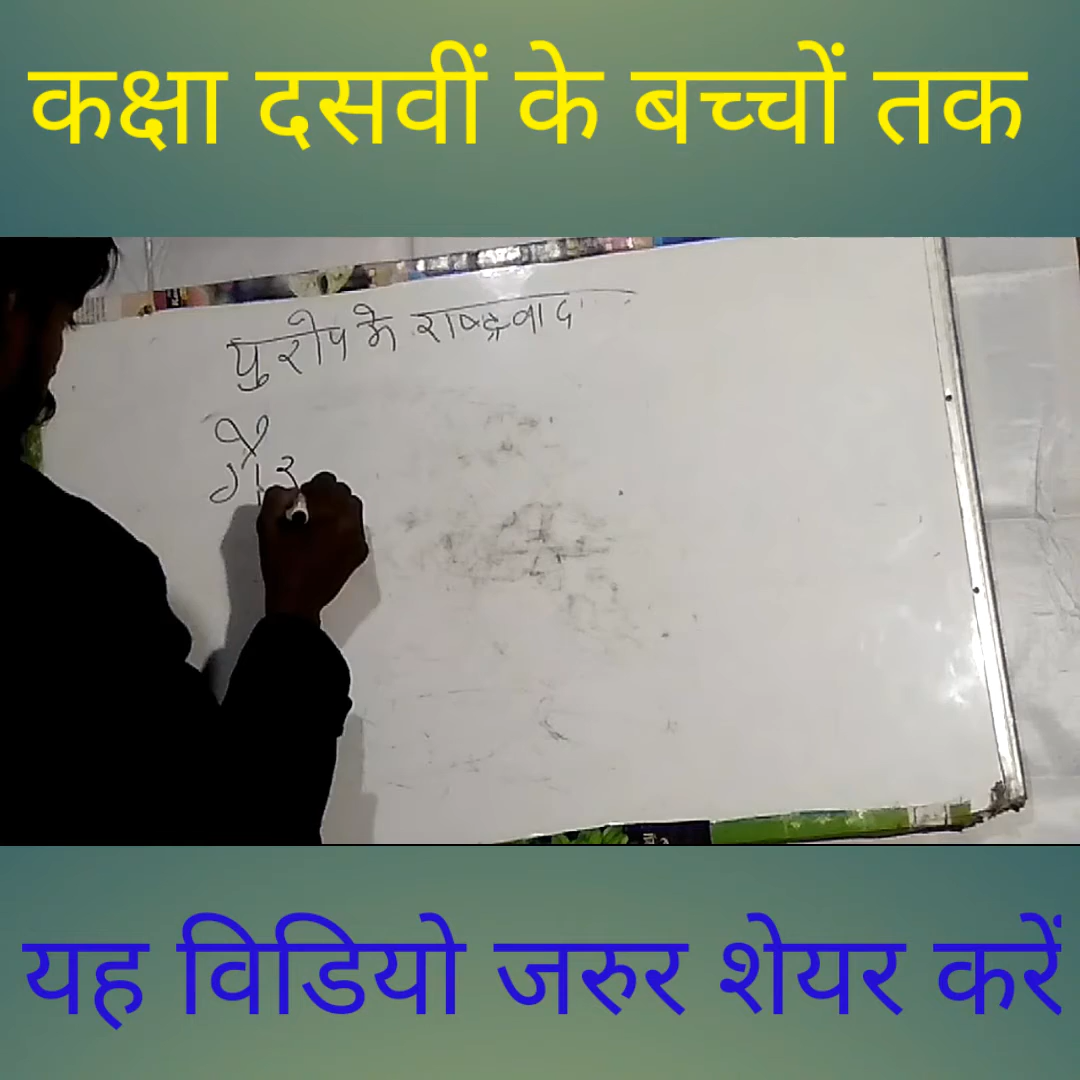 कक्षा दसवीं के बच्चों तक
युरोप मे राष्ट्रवाद
यह विडियो जरुर शेयर करें